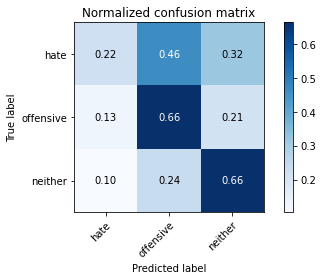 Normalized confusion matrix
True label
hate 0.22 0.46 0.32
offensive 0.13 0.66 0.21
neither 0.10 0.24 0.66
hate offensive neither
Predicted label
0.6
0.5
0.4
0.3
0.2